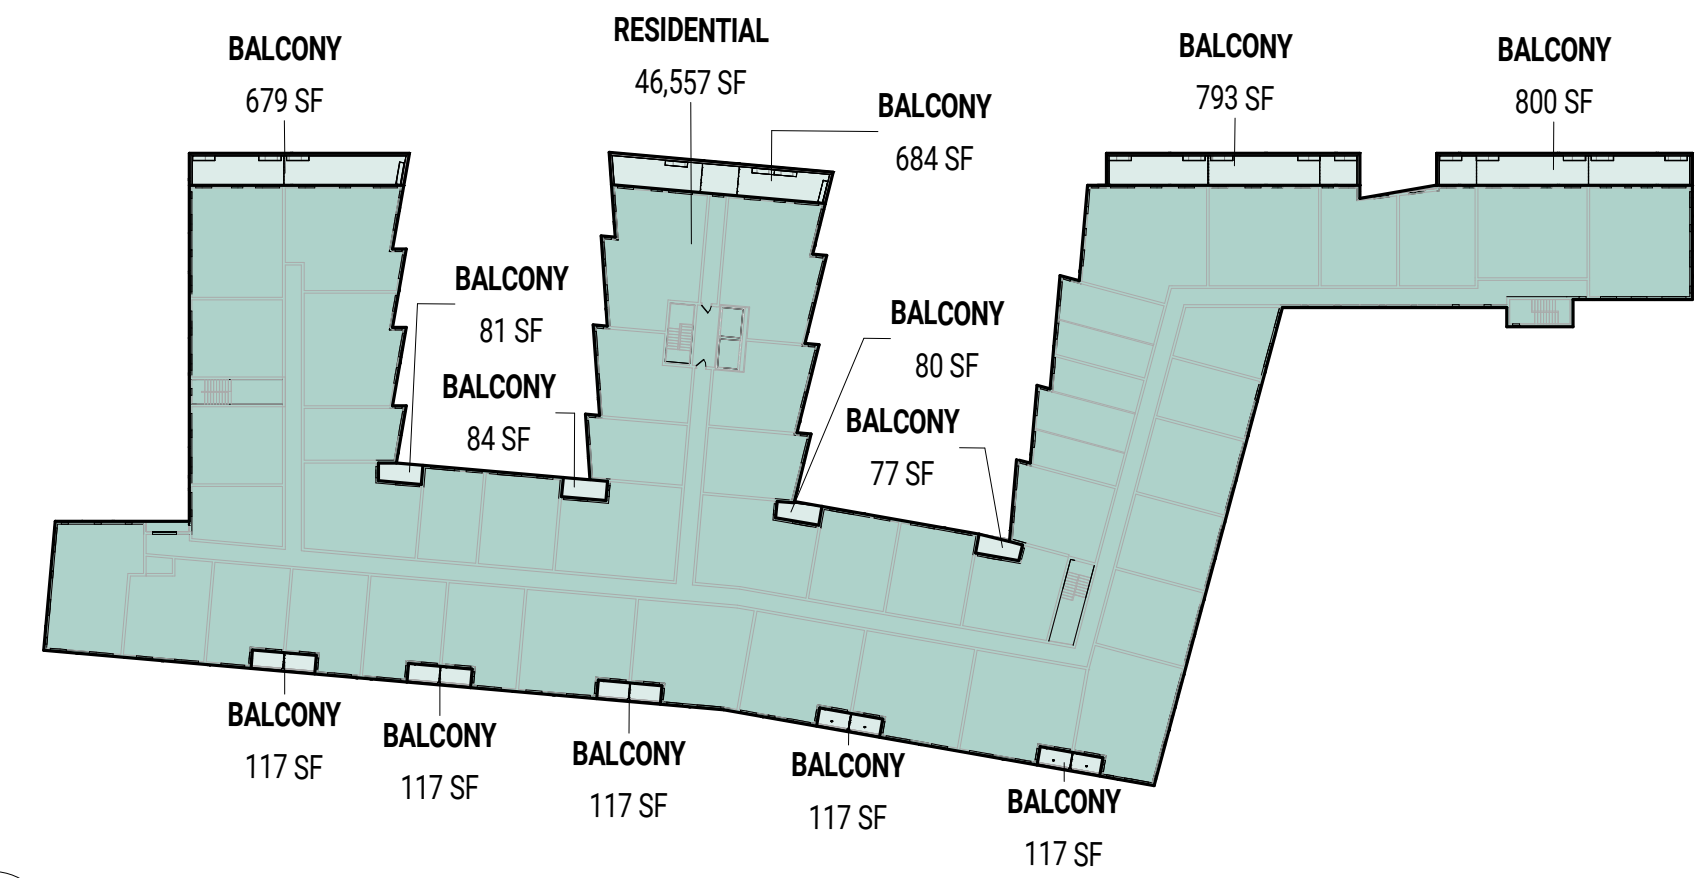 BALCONY
679 SF
RESIDENTIAL
46,557 SF
BALCONY
684 SF
BALCONY
793 SF
BALCONY
800 SF
BALCONY
81 SF
BALCONY
84 SF
BALCONY
80 SF
BALCONY
77 SF
BALCONY
117 SF
BALCONY
117 SF
BALCONY
117 SF
BALCONY
117 SF
BALCONY
117 SF